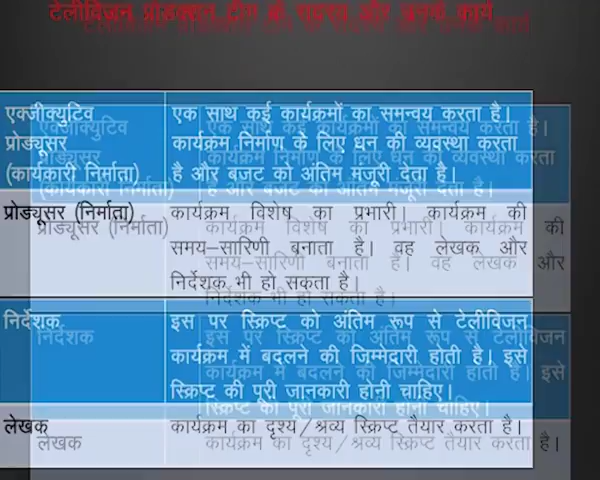 टेलीविज़न प्रोडक्शन टीम के सदस्य और उनके कार्य
एक्जीक्युटिव
प्रोड्यूसर
(कार्यकारी निर्माता)
एक साथ कई कार्यक्रमों का समन्वय करता है।
कार्यक्रम निर्माण के लिए धन की व्यवस्था करता
है और बजट को अंतिम मजूरी देता है।
प्रोड्यूसर (निर्माता)
कार्यक्रम विशेष का प्रभारी। कार्यक्रम की
समय–सारिणी बनाता है। वह लेखक और
निर्देशक भी हो सकता है।
निर्देशक
इस पर स्क्रिप्ट को अंतिम रूप से टेलीविजन
कार्यक्रम में बदलने की जिम्मेदारी होती है। इसे
स्क्रिप्ट की पूरी जानकारी होनी चाहिए।
लेखक
कार्यक्रम का दृश्य/श्रव्य स्क्रिप्ट तैयार करता है।